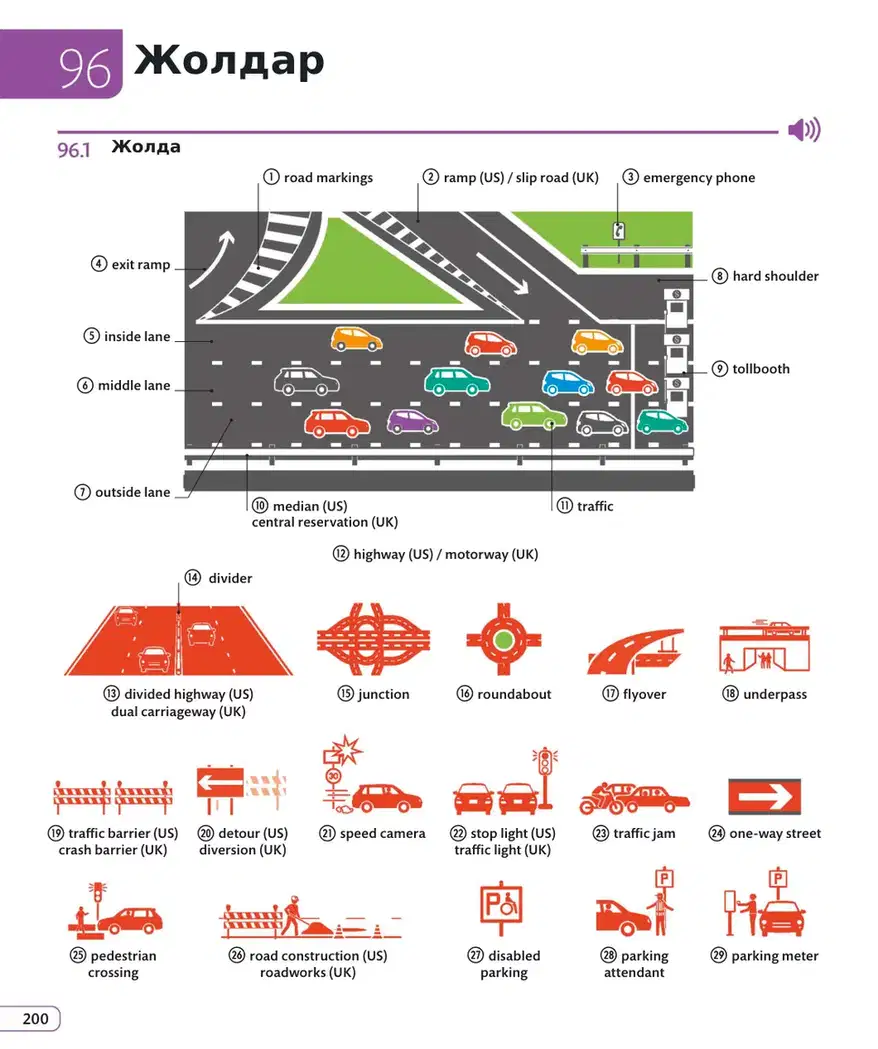 96 Жолдар
96.1 Жолда
① road markings
② ramp (US) / slip road (UK)
③ emergency phone
④ exit ramp
⑧ hard shoulder
⑤ inside lane
⑨ tollbooth
⑥ middle lane
⑦ outside lane
⑩ median (US)
central reservation (UK)
⑪ traffic
⑫ highway (US) / motorway (UK)
⑭ divider
⑬ divided highway (US)
dual carriageway (UK)
⑮ junction
⑯ roundabout
⑰ flyover
⑱ underpass
30
⑲ traffic barrier (US)
crash barrier (UK)
⑳ detour (US)
diversion (UK)
㉑ speed camera
㉒ stop light (US)
traffic light (UK)
㉓ traffic jam
㉔ one-way street
P
P
P
㉕ pedestrian
crossing
㉖ road construction (US)
roadworks (UK)
㉗ disabled
parking
㉘ parking
attendant
㉙ parking meter
200